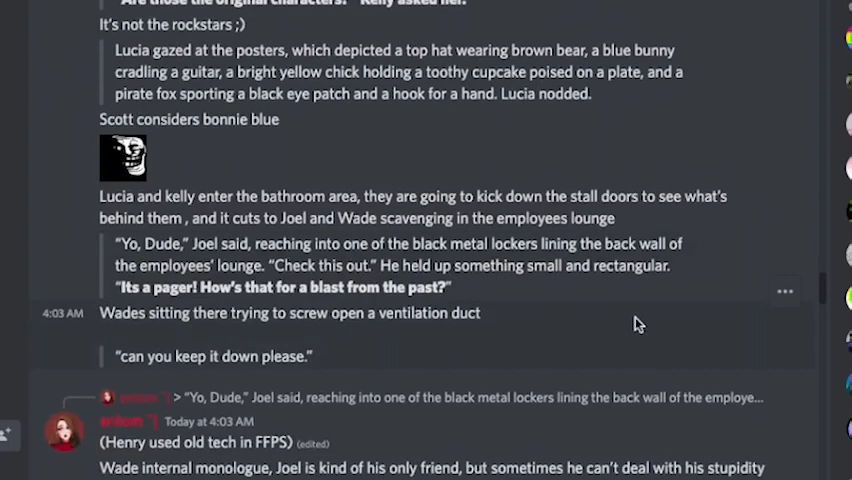 "Are those the original characters?" Kelly asked her.
It's not the rockstars ;)
Lucia gazed at the posters, which depicted a top hat wearing brown bear, a blue bunny
cradling a guitar, a bright yellow chick holding a toothy cupcake poised on a plate, and a
pirate fox sporting a black eye patch and a hook for a hand. Lucia nodded.
Scott considers bonnie blue
Lucia and kelly enter the bathroom area, they are going to kick down the stall doors to see what's
behind them , and it cuts to Joel and Wade scavenging in the employees lounge
“Yo, Dude,” Joel said, reaching into one of the black metal lockers lining the back wall of
the employees‘ lounge. “Check this out.” He held up something small and rectangular.
“Its a pager! How's that for a blast from the past?”
4:03 AM Wades sitting there trying to screw open a ventilation duct
“can you keep it down please.”
> “Yo, Dude,” Joel said, reaching into one of the black metal lockers lining the back wall of the employe...
Today at 4:03 AM
(Henry used old tech in FFPS) (edited)
Wade internal monologue, Joel is kind of his only friend, but sometimes he can't deal with his stupidity